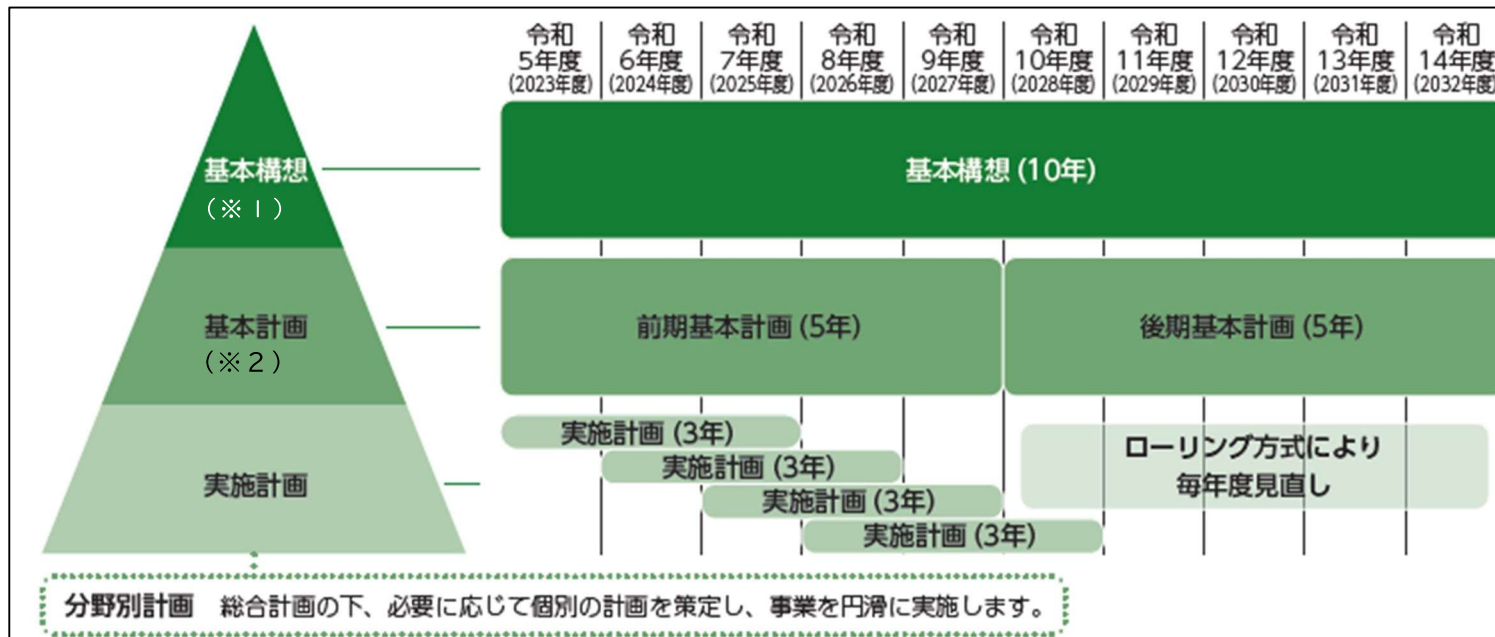 令和 令和 令和 令和 令和 令和 令和 令和 令和 令和
5年度 6年度 7年度 8年度 9年度 10年度 11年度 12年度 13年度 14年度
(2023年度) (2024年度) (2025年度) (2026年度) (2027年度) (2028年度) (2029年度) (2030年度) (2031年度) (2032年度)
基本構想
(※1)
基本構想 (10年)
基本計画
(※2)
前期基本計画 (5年)
後期基本計画 (5年)
実施計画
実施計画 (3年)
実施計画 (3年)
実施計画 (3年)
実施計画 (3年)
ローリング方式により
毎年度見直し
分野別計画 総合計画の下、必要に応じて個別の計画を策定し、事業を円滑に実施します。